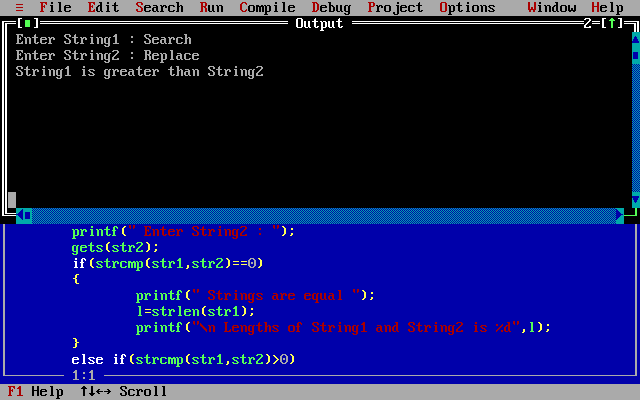 ≡ File Edit Search Run Compile Debug Project Options Window Help
[■] Output 2=[↑]
Enter String1 : Search
Enter String2 : Replace
String1 is greater than String2
printf(" Enter String2 : ");
gets(str2);
if(strcmp(str1,str2)==0)
{
printf(" Strings are equal ");
l=strlen(str1);
printf("\n Lengths of String1 and String2 is %d",l);
}
else if(strcmp(str1,str2)>0)
1:1
F1 Help ↑↓←→ Scroll